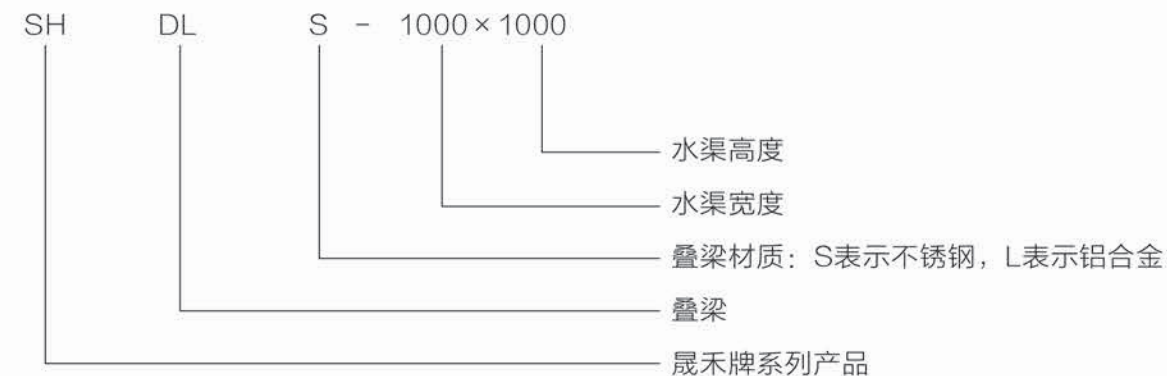 SH DL S - 1000×1000
水渠高度
水渠宽度
叠梁材质：S表示不锈钢，L表示铝合金
叠梁
晟禾牌系列产品